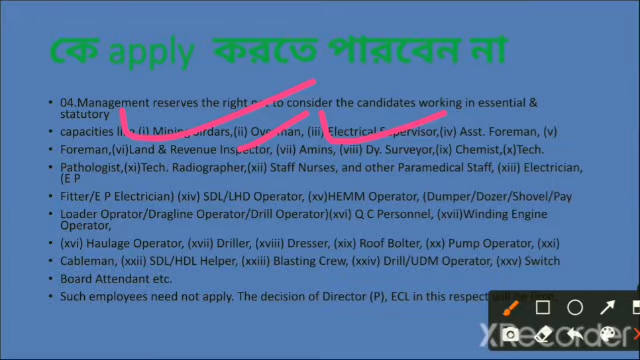 কে apply করতে পারবেন না
04.Management reserves the right not to consider the candidates working in essential &
statutory
capacities like (i) Mining Sirdars,(ii) Overman, (iii) Electrical Supervisor,(iv) Asst. Foreman, (v)
Foreman,(vi)Land & Revenue Inspector, (vii) Amins, (viii) Dy. Surveyor,(ix) Chemist,(x)Tech.
Pathologist,(xi)Tech. Radiographer,(xii) Staff Nurses, and other Paramedical Staff, (xiii) Electrician,
(E P
Fitter/E P Electrician) (xiv) SDL/LHD Operator, (xv)HEMM Operator, (Dumper/Dozer/Shovel/Pay
Loader Oprator/Dragline Operator/Drill Operator)(xvi) Q C Personnel, (xvii)Winding Engine
Operator,
(xvi) Haulage Operator, (xvii) Driller, (xviii) Dresser, (xix) Roof Bolter, (xx) Pump Operator, (xxi)
Cableman, (xxii) SDL/HDL Helper, (xxiii) Blasting Crew, (xxiv) Drill/UDM Operator, (xxv) Switch
Board Attendant etc.
Such employees need not apply. The decision of Director (P), ECL in this respect will be
XRecorder